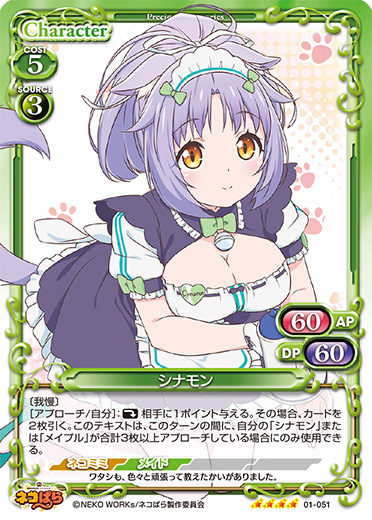 Precious Memories
Character
COST
5
SOURCE
3
Cinnamon
60 AP
DP 60
シナモン
〔我慢〕
[アプローチ/自分]: 相手に1ポイント与える。その場合、カードを
2枚引く。このテキストは、このターンの間に、自分の「シナモン」また
は「メイプル」が合計3枚以上アプローチしている場合にのみ使用でき
る。
ネコミミ メイド
ワタシも、色々と頑張って教えたかいがありました。
ネコぱら
©NEKO WORKs/ネコぱら製作委員会
01-051